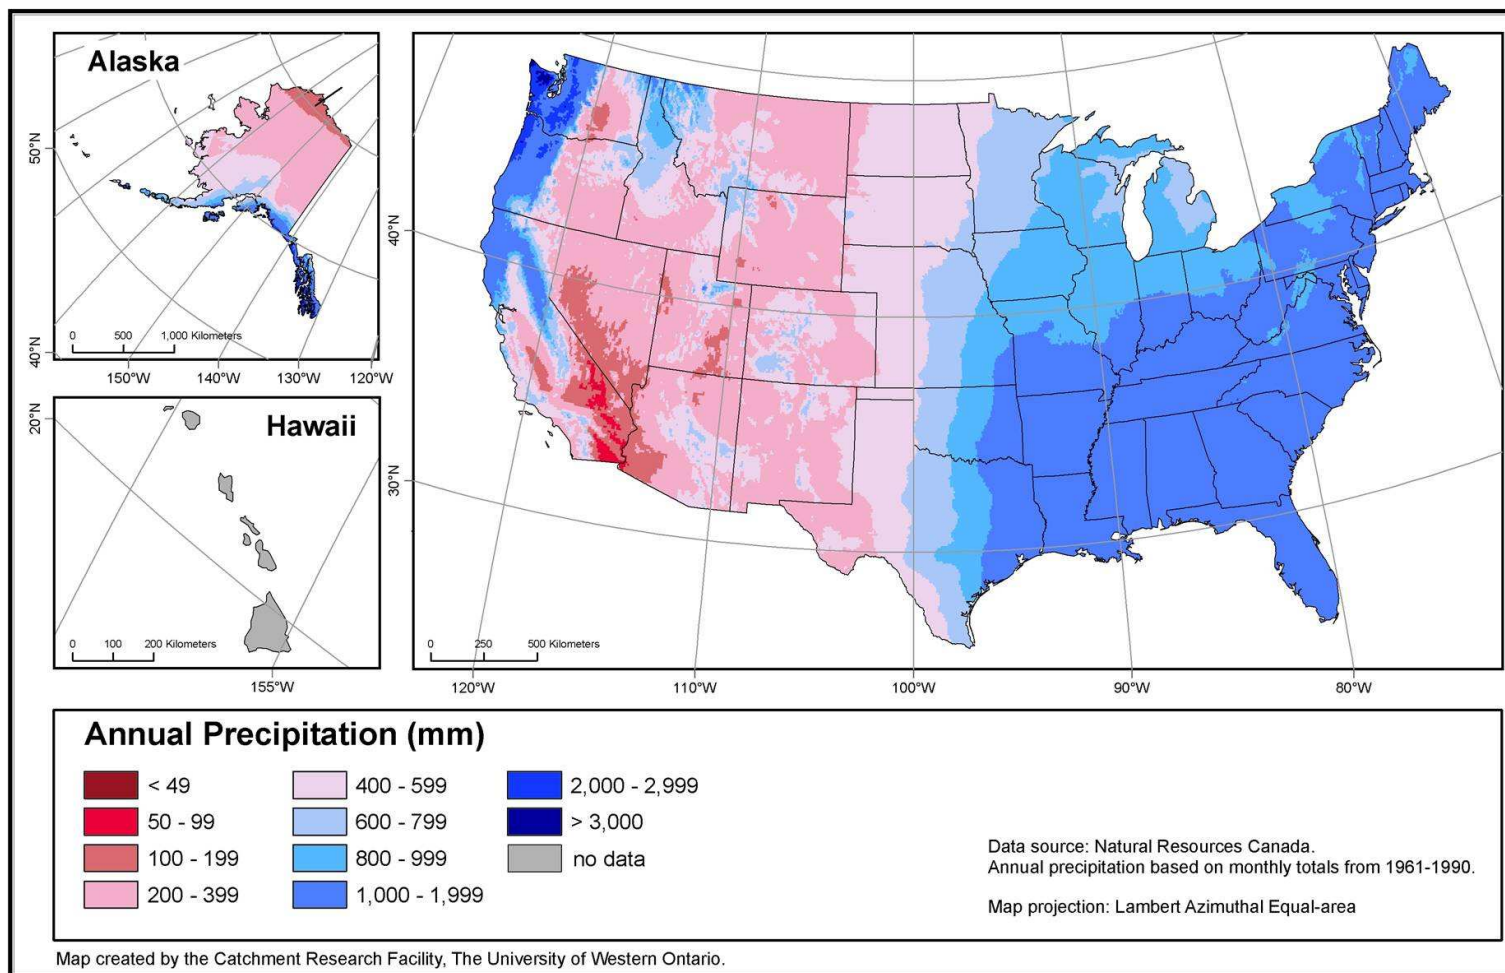 Alaska
50°N
40°N
0 500 1,000 Kilometers
150°W 140°W 130°W 120°W
20°N
Hawaii
0 100 200 Kilometers
155°W
40°N
30°N
0 250 500 Kilometers
120°W 110°W 100°W 90°W 80°W
Annual Precipitation (mm)
< 49
50 - 99
100 - 199
200 - 399
400 - 599
600 - 799
800 - 999
1,000 - 1,999
2,000 - 2,999
> 3,000
no data
Data source: Natural Resources Canada.
Annual precipitation based on monthly totals from 1961-1990.
Map projection: Lambert Azimuthal Equal-area
Map created by the Catchment Research Facility, The University of Western Ontario.